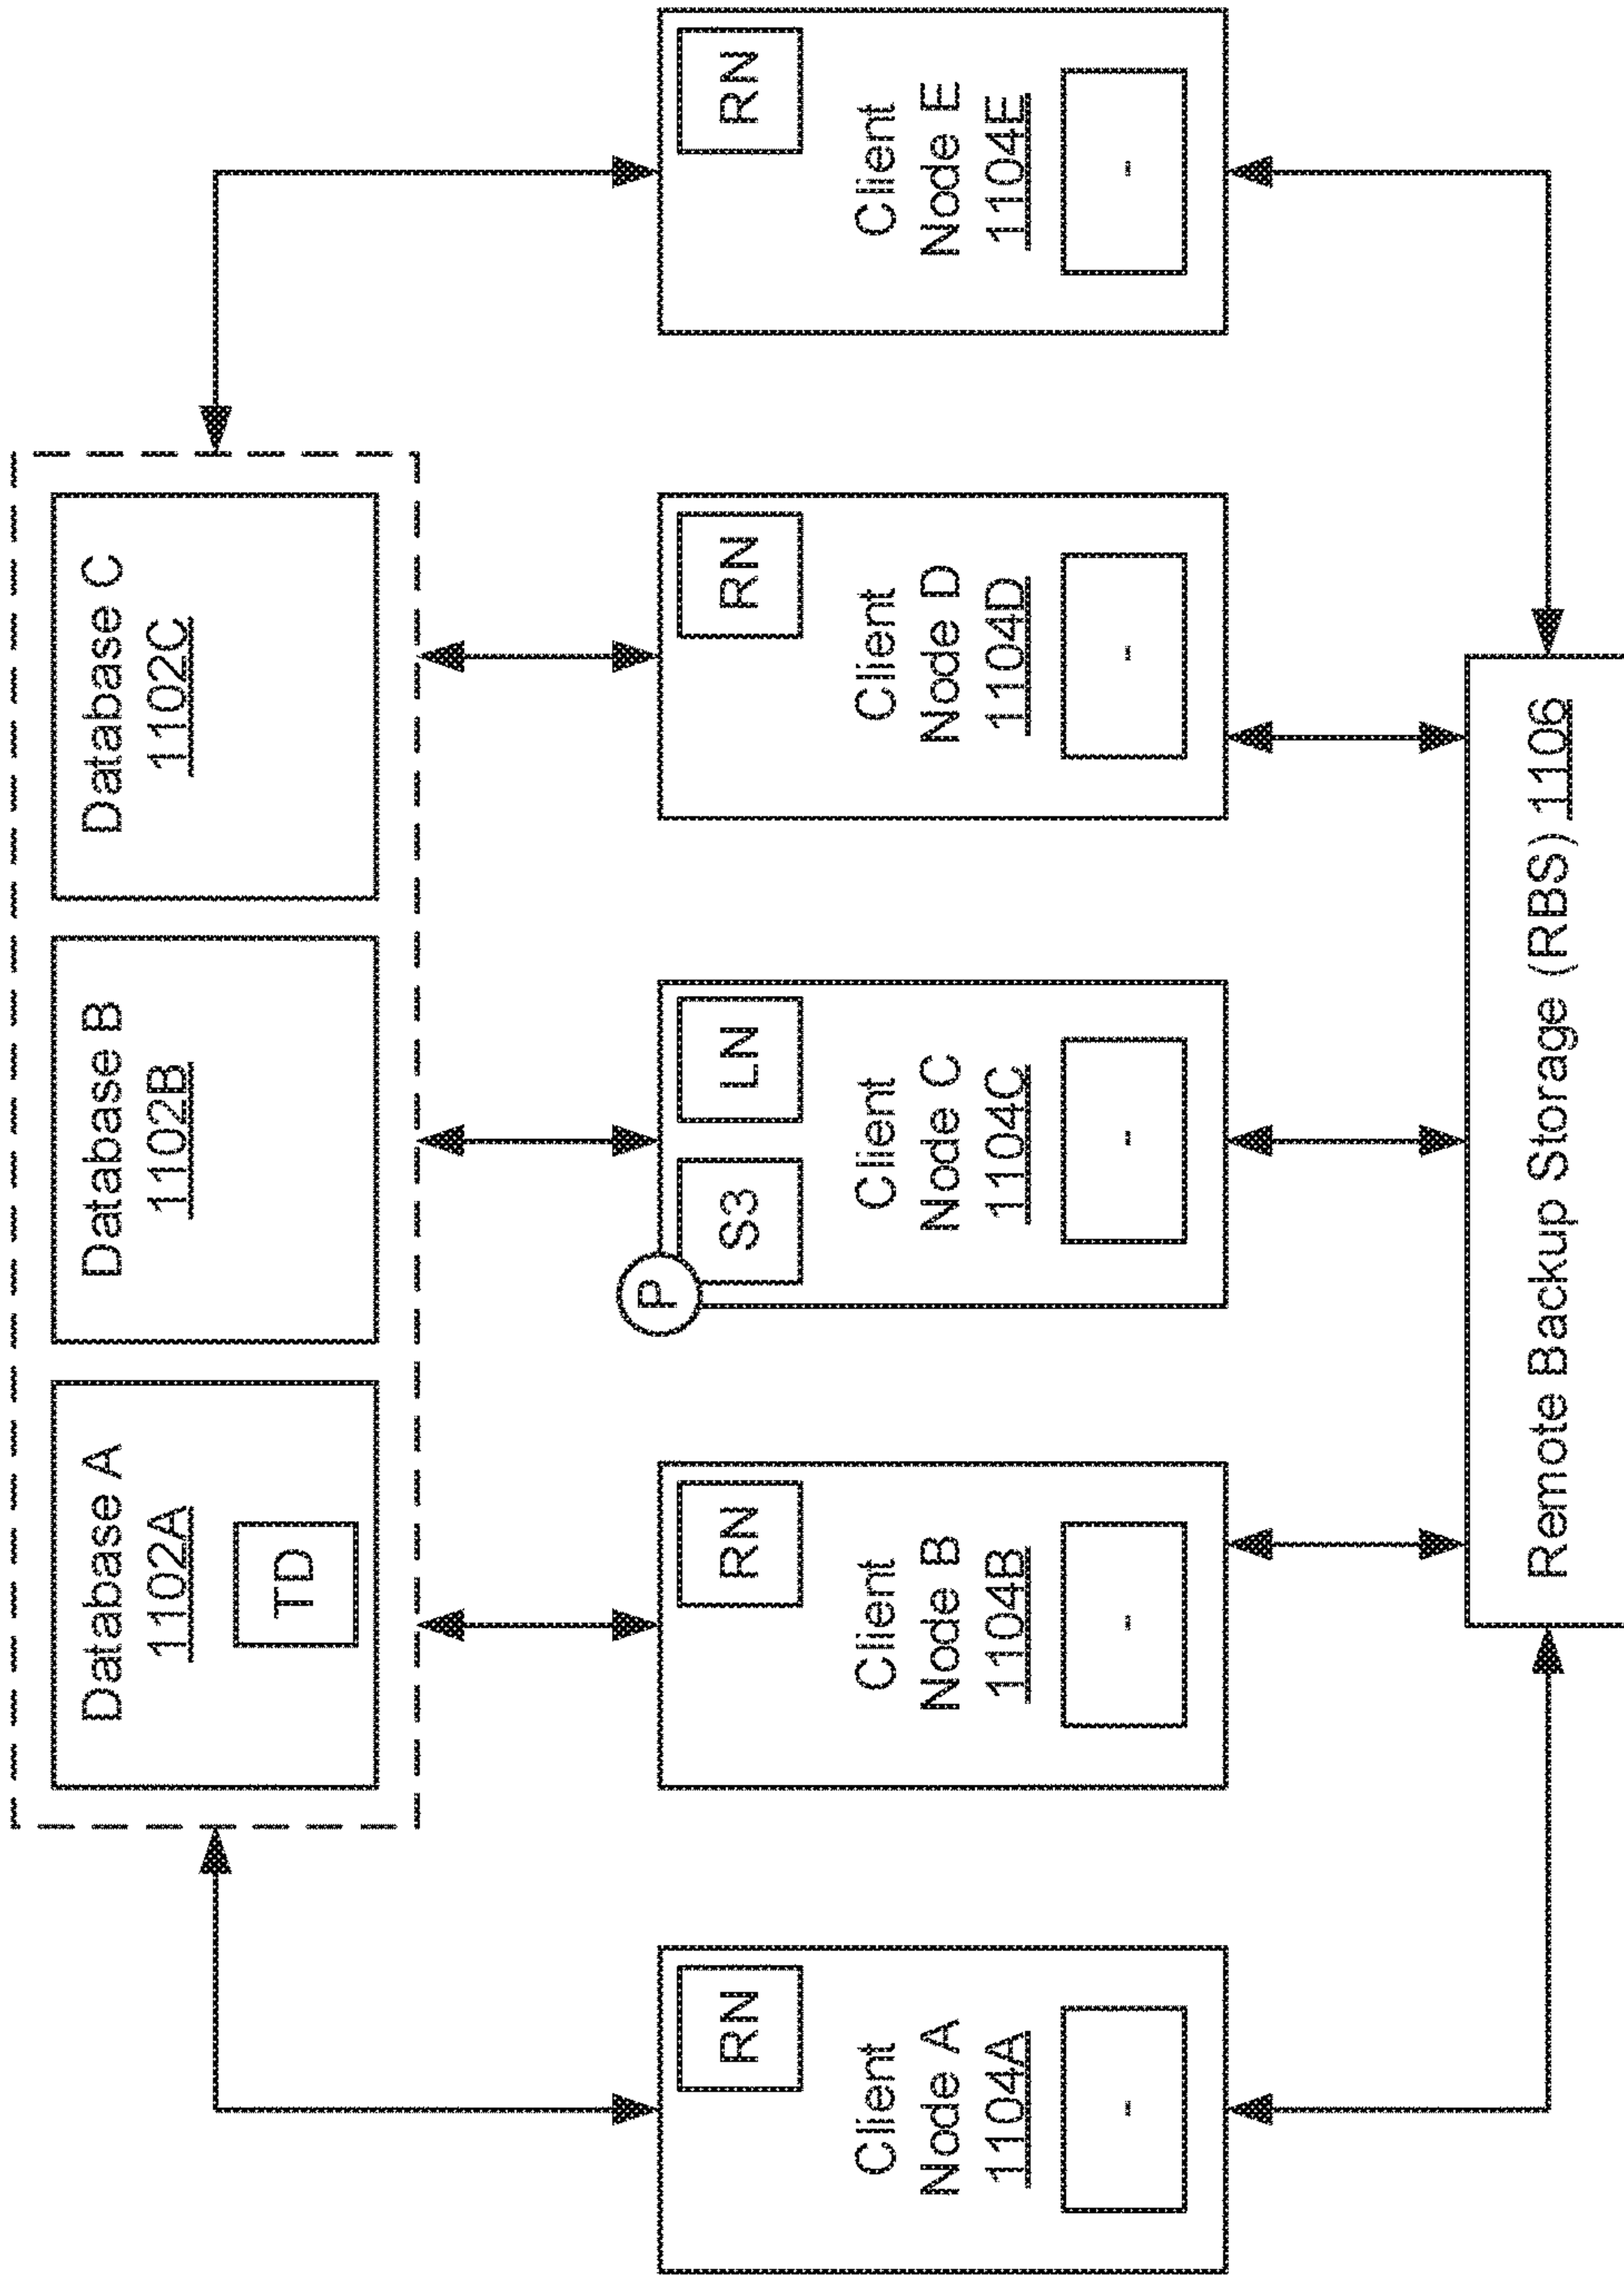 Database A
1102A
TD
Database B
1102B
Database C
1102C
RN
Client
Node A
1104A
-
RN
Client
Node B
1104B
-
P
S3
LN
Client
Node C
1104C
-
RN
Client
Node D
1104D
-
RN
Client
Node E
1104E
-
Remote Backup Storage (RBS) 1106